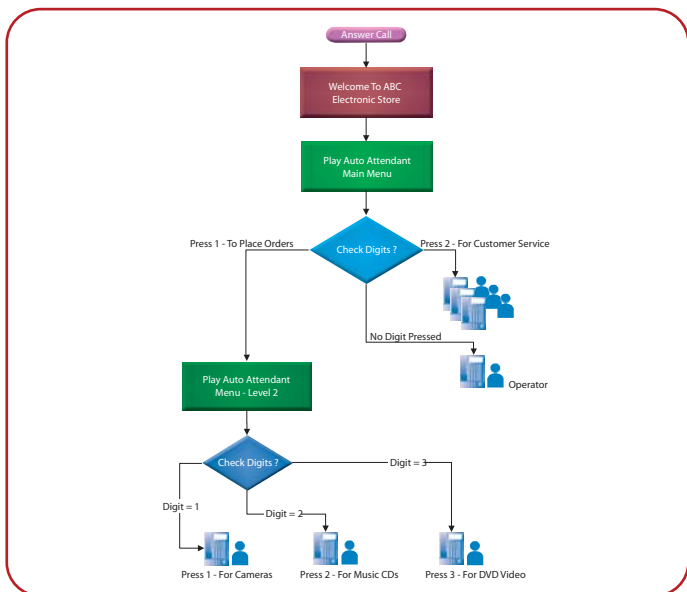 Answer Call
Welcome To ABC
Electronic Store
Play Auto Attendant
Main Menu
Press 1 - To Place Orders
Check Digits ?
Press 2 - For Customer Service
No Digit Pressed
Operator
Play Auto Attendant
Menu - Level 2
Check Digits ?
Digit = 3
Digit = 1
Digit = 2
Press 1 - For Cameras
Press 2 - For Music CDs
Press 3 - For DVD Video